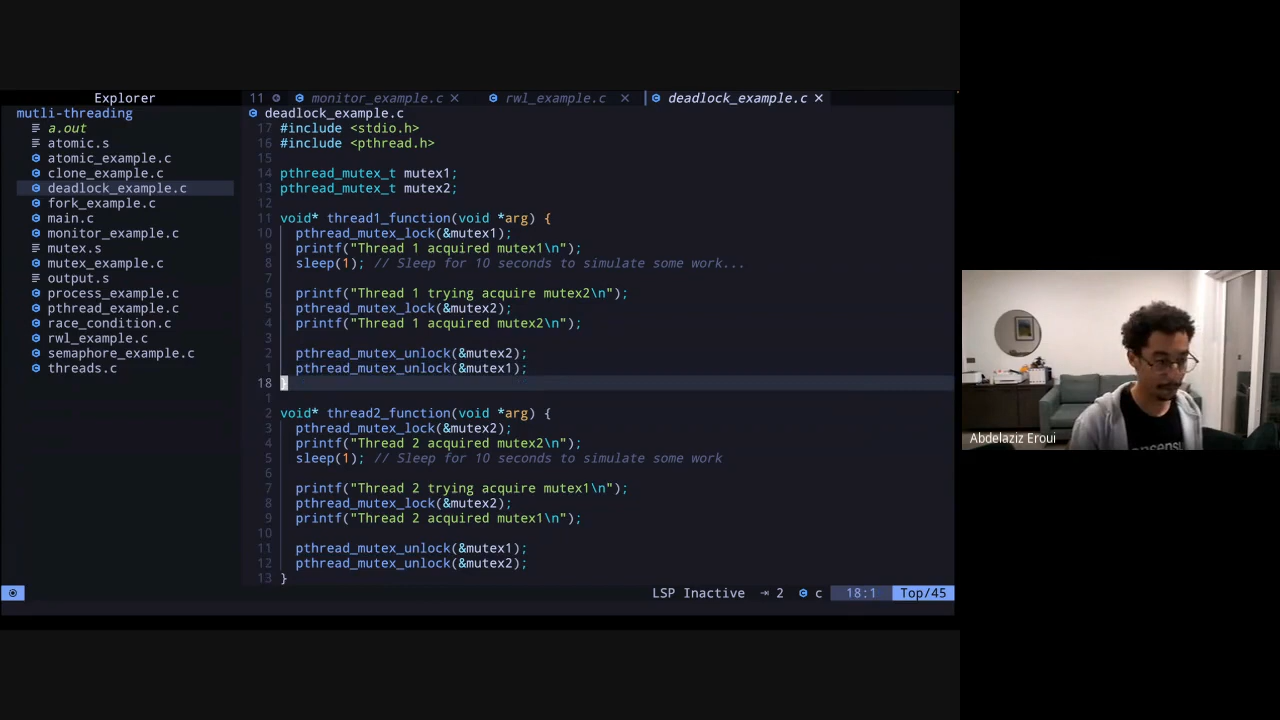 Explorer
mutli-threading
a.out
atomic.s
atomic_example.c
clone_example.c
deadlock_example.c
fork_example.c
main.c
monitor_example.c
mutex.s
mutex_example.c
output.s
process_example.c
pthread_example.c
race_condition.c
rwl_example.c
semaphore_example.c
threads.c
11 monitor_example.c × rwl_example.c × deadlock_example.c ×
deadlock_example.c
17 #include <stdio.h>
16 #include <pthread.h>
15
14 pthread_mutex_t mutex1;
13 pthread_mutex_t mutex2;
12
11 void* thread1_function(void *arg) {
10 pthread_mutex_lock(&mutex1);
9 printf("Thread 1 acquired mutex1\n");
8 sleep(1); // Sleep for 10 seconds to simulate some work...
7
6 printf("Thread 1 trying acquire mutex2\n");
5 pthread_mutex_lock(&mutex2);
4 printf("Thread 1 acquired mutex2\n");
3
2 pthread_mutex_unlock(&mutex2);
1 pthread_mutex_unlock(&mutex1);
18 }
1
2 void* thread2_function(void *arg) {
3 pthread_mutex_lock(&mutex2);
4 printf("Thread 2 acquired mutex2\n");
5 sleep(1); // Sleep for 10 seconds to simulate some work
6
7 printf("Thread 2 trying acquire mutex1\n");
8 pthread_mutex_lock(&mutex2);
9 printf("Thread 2 acquired mutex1\n");
10
11 pthread_mutex_unlock(&mutex1);
12 pthread_mutex_unlock(&mutex2);
13 }
LSP Inactive 2 c 18:1 Top/45
Abdelaziz Eroui